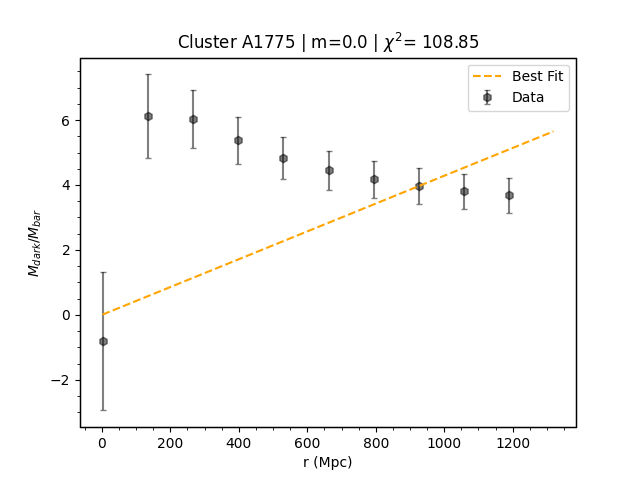 Cluster A1775 | m=0.0 | χ²= 108.85
Best Fit
Data
M_dark/M_bar
6
4
2
0
−2
0 200 400 600 800 1000 1200
r (Mpc)